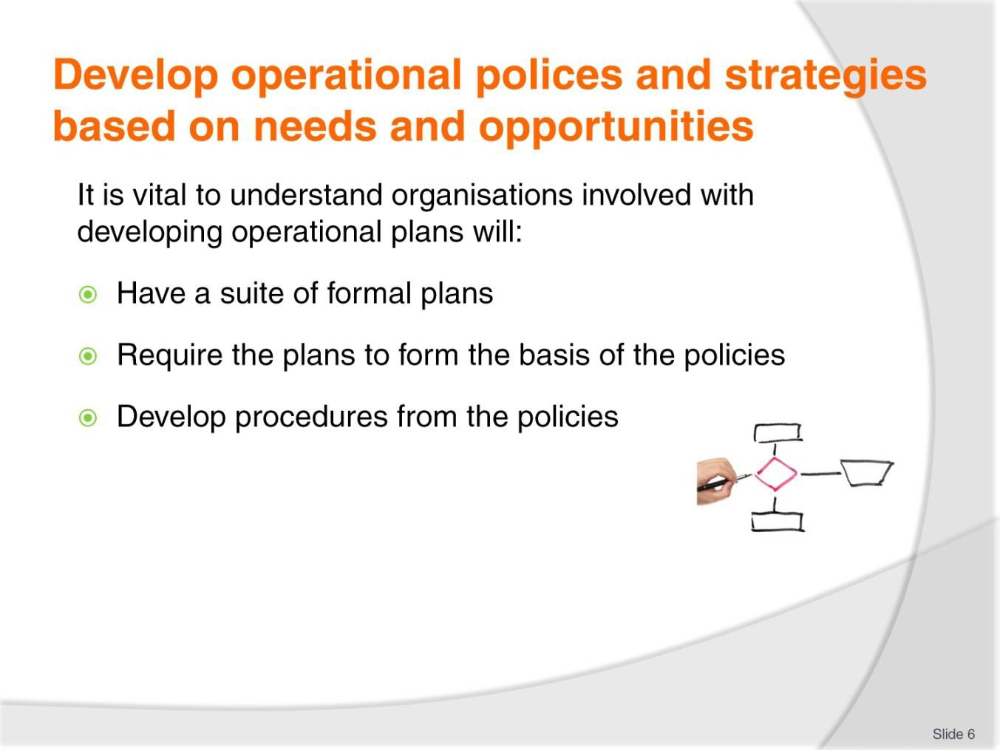 Develop operational polices and strategies
based on needs and opportunities
It is vital to understand organisations involved with
developing operational plans will:
Have a suite of formal plans
Require the plans to form the basis of the policies
Develop procedures from the policies
Slide 6